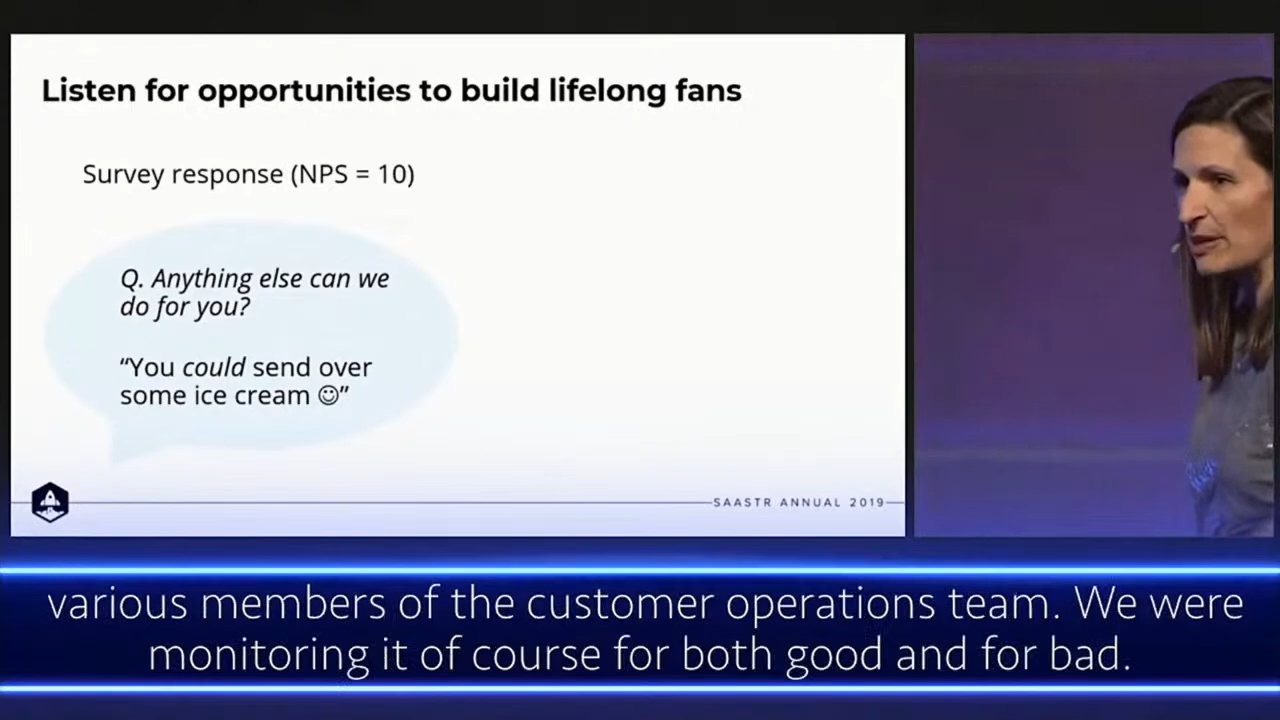 Listen for opportunities to build lifelong fans
Survey response (NPS = 10)
Q. Anything else can we
do for you?
“You could send over
some ice cream ☺”
SAASTR ANNUAL 2019
various members of the customer operations team. We were
monitoring it of course for both good and for bad.